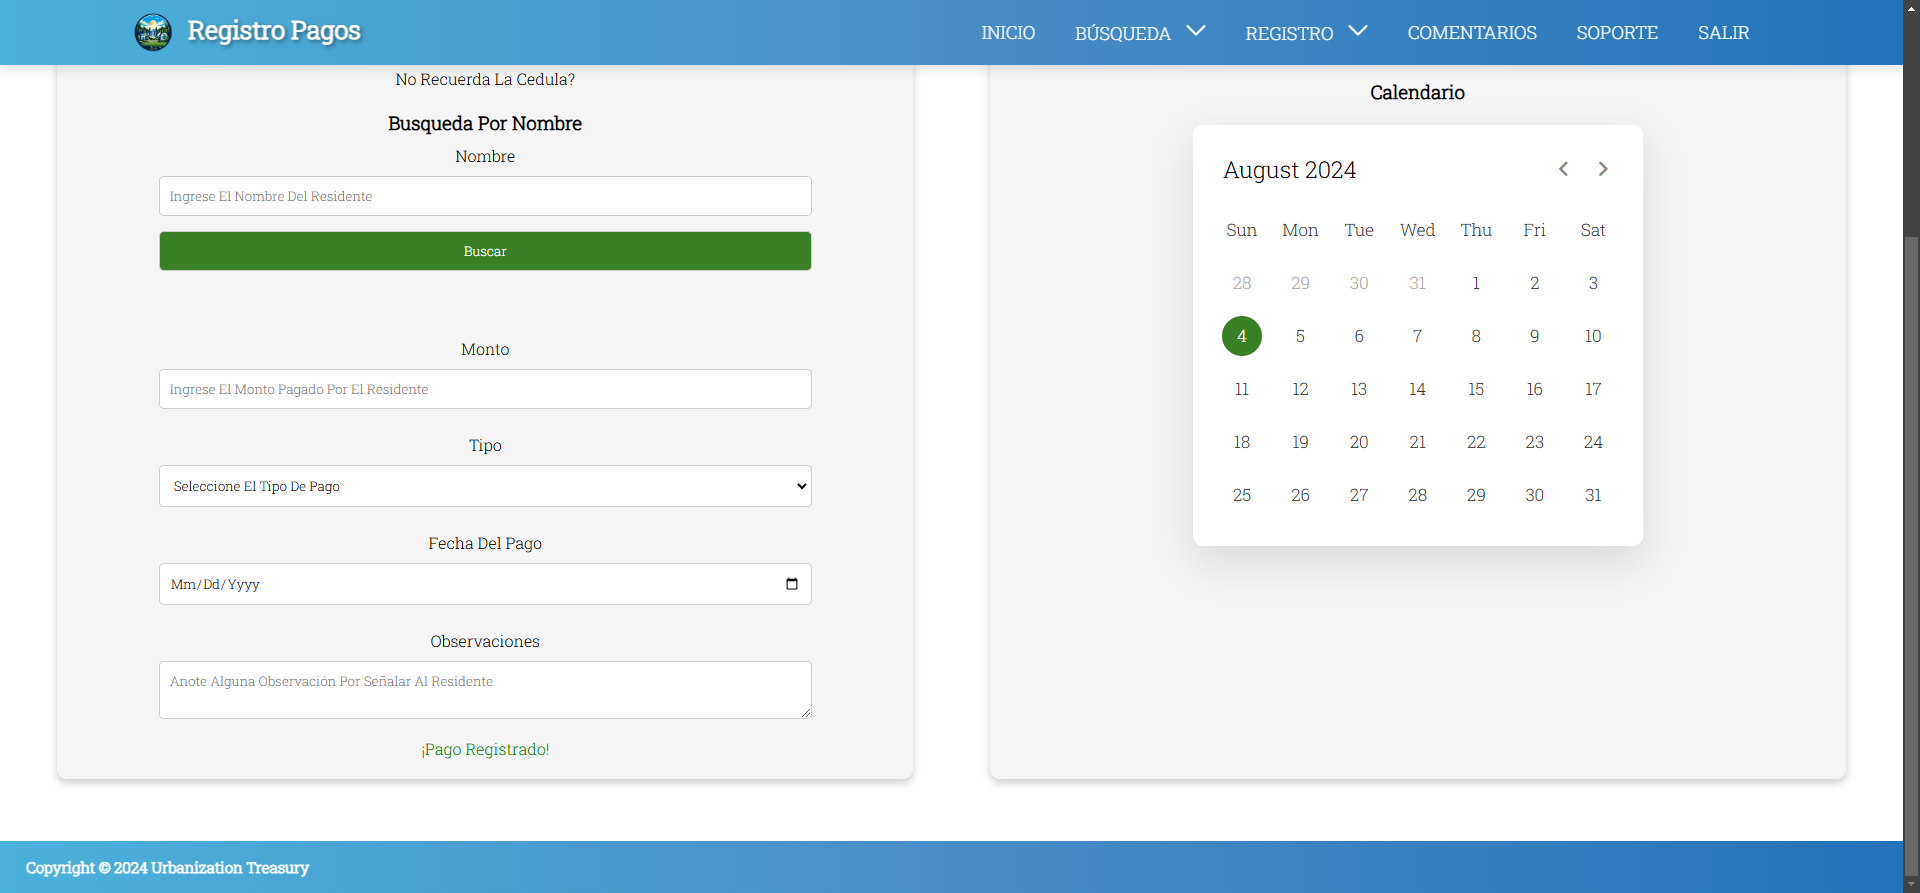 Registro Pagos
INICIO BÚSQUEDA REGISTRO COMENTARIOS SOPORTE SALIR
No Recuerda La Cedula?
Busqueda Por Nombre
Nombre
Ingrese El Nombre Del Residente
Buscar
Monto
Ingrese El Monto Pagado Por El Residente
Tipo
Seleccione El Tipo De Pago
Fecha Del Pago
Mm/Dd/Yyyy
Observaciones
Anote Alguna Observación Por Señalar Al Residente
¡Pago Registrado!
Calendario
August 2024
Sun Mon Tue Wed Thu Fri Sat
28 29 30 31 1 2 3
4 5 6 7 8 9 10
11 12 13 14 15 16 17
18 19 20 21 22 23 24
25 26 27 28 29 30 31
Copyright © 2024 Urbanization Treasury